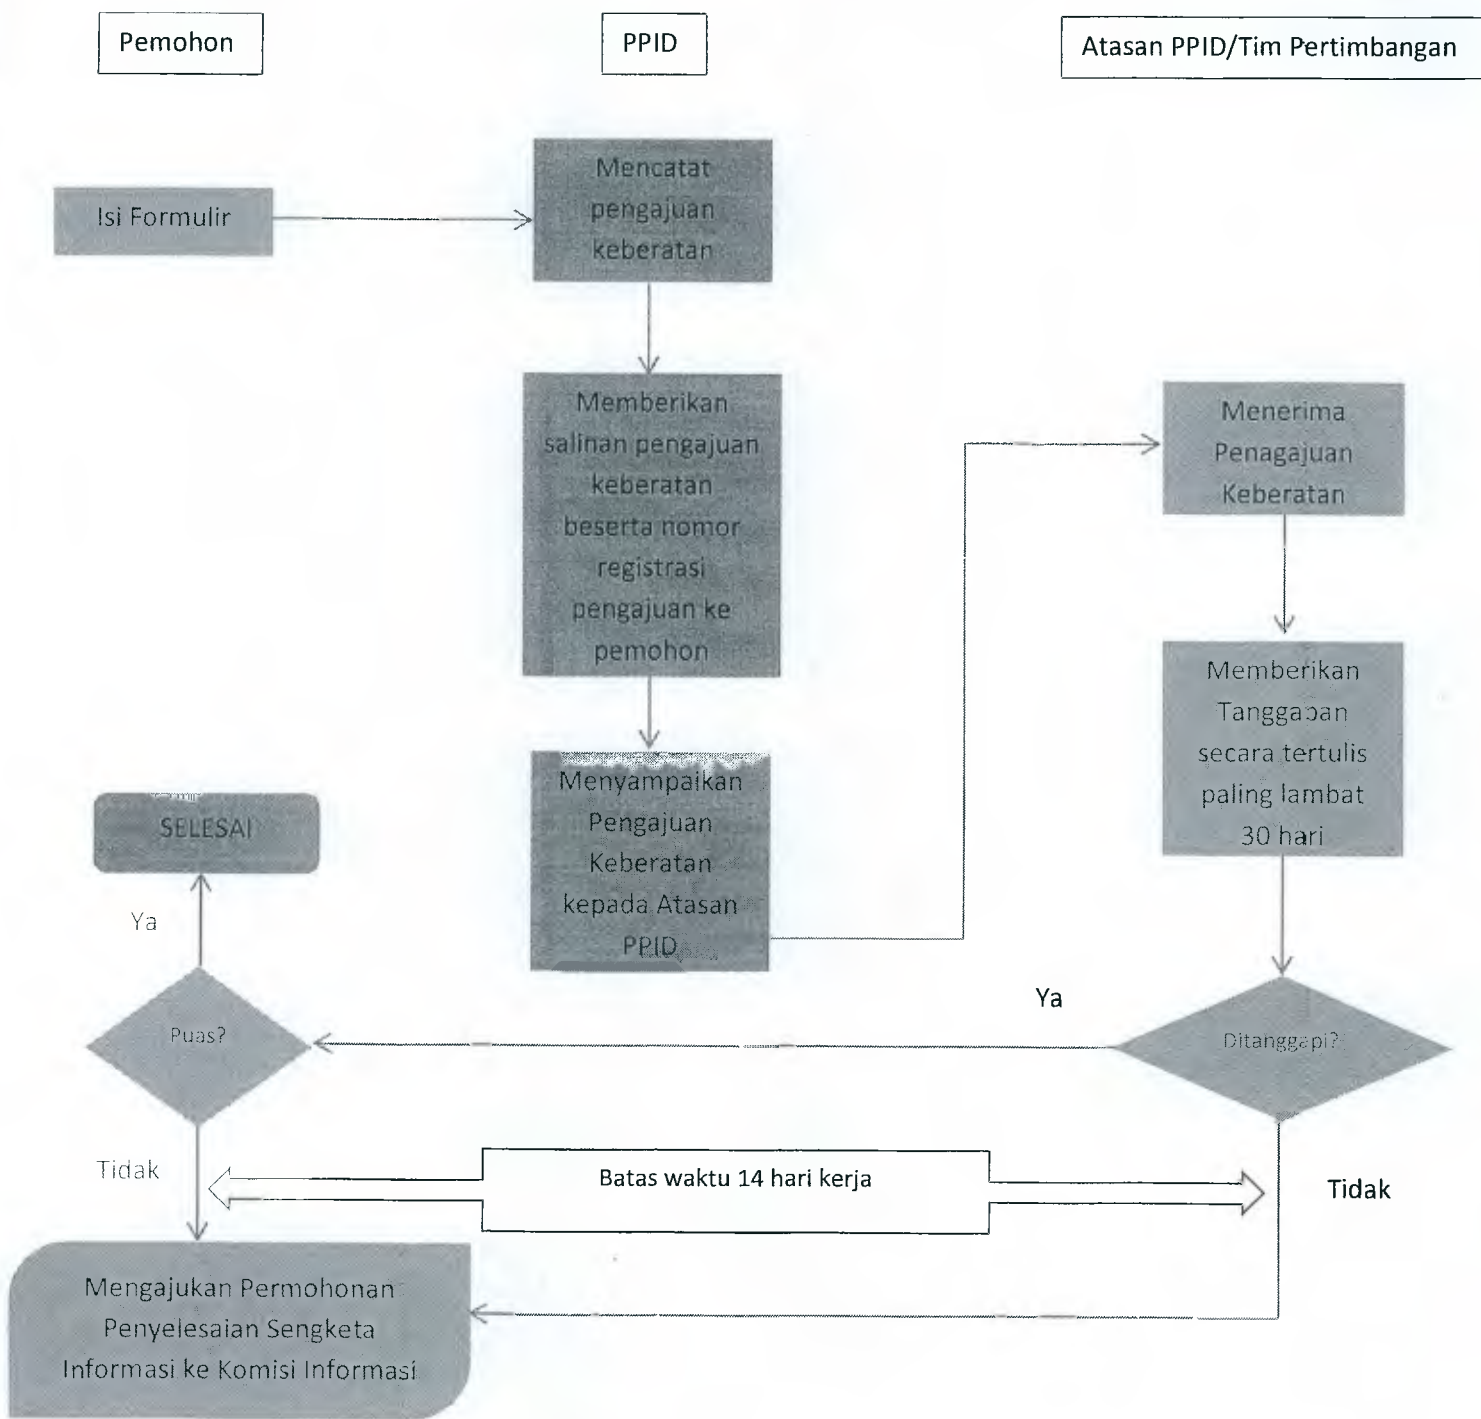 Pemohon
PPID
Atasan PPID/Tim Pertimbangan
Isi Formulir
Mencatat
pengajuan
keberatan
Memberikan
salinan pengajuan
keberatan
beserta nomor
registrasi
pengajuan ke
pemohon
Menyampaikan
Pengajuan
Keberatan
kepada Atasan
PPID
Menerima
Penagajuan
Keberatan
Memberikan
Tanggapan
secara tertulis
paling lambat
30 hari
Ditanggapi?
Ya
Tidak
Puas?
Ya
SELESAI
Tidak
Batas waktu 14 hari kerja
Mengajukan Permohonan
Penyelesaian Sengketa
Informasi ke Komisi Informasi